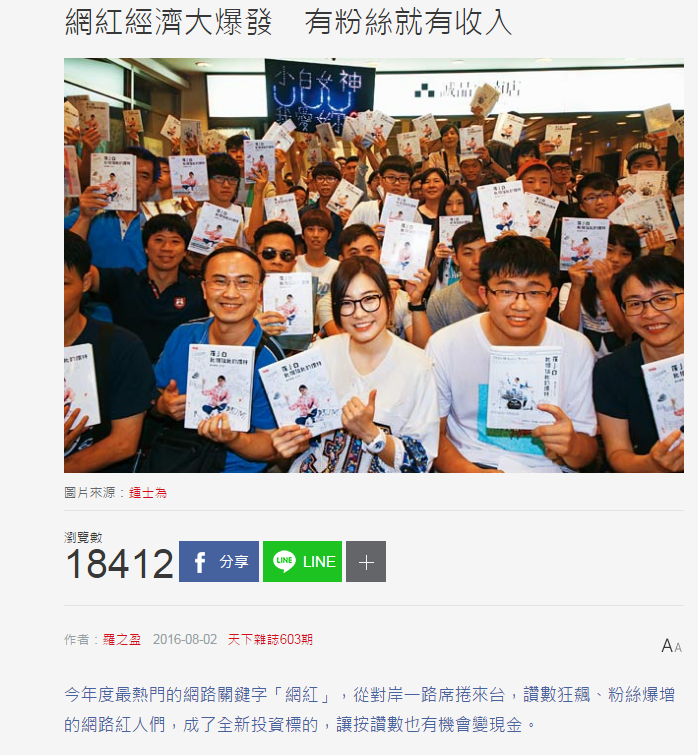 網紅經濟大爆發　有粉絲就有收入
小白女神
誠品
圖片來源：鍾士為
瀏覽數
18412
分享
LINE
作者：羅之盈 2016-08-02 天下雜誌603期
AA
今年度最熱門的網路關鍵字「網紅」，從對岸一路席捲來台，讚數狂飆、粉絲爆增
的網路紅人們，成了全新投資標的，讓按讚數也有機會變現金。